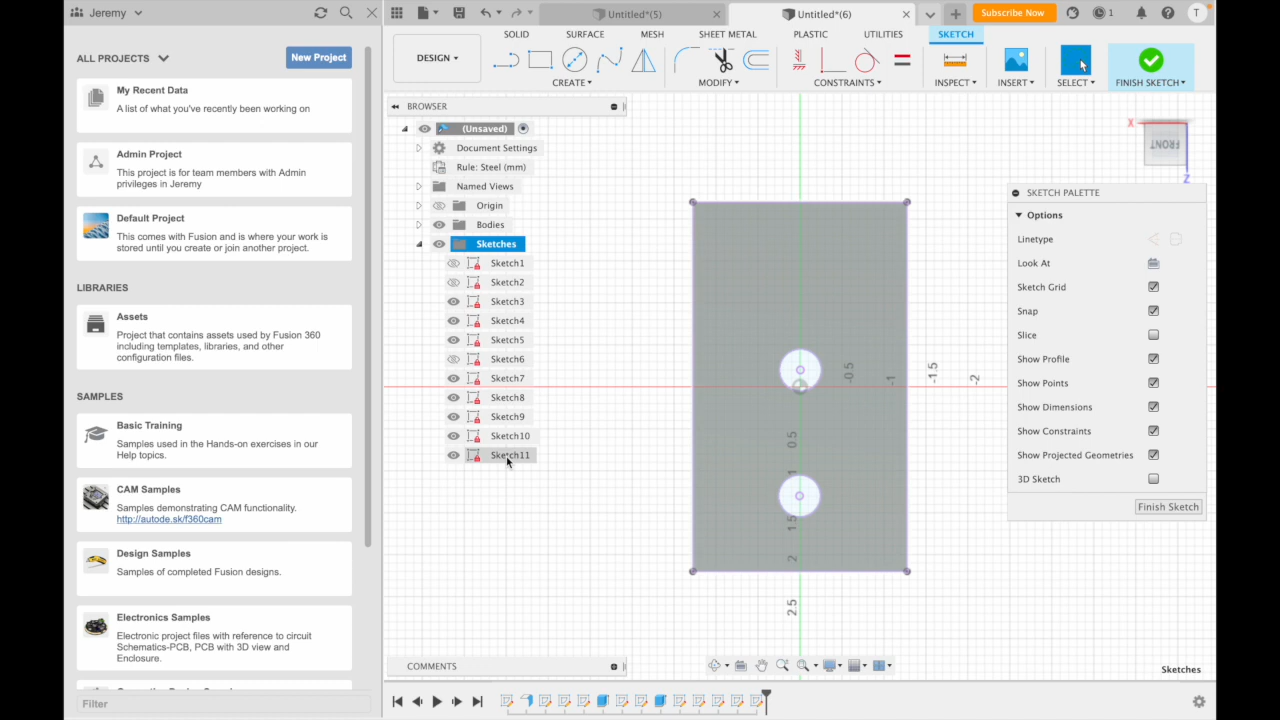 Jeremy
Untitled*(5)
Untitled*(6)
Subscribe Now
1
T
ALL PROJECTS
New Project
My Recent Data
A list of what you've recently been working on
Admin Project
This project is for team members with Admin
privileges in Jeremy
Default Project
This comes with Fusion and is where your work is
stored until you create or join another project.
LIBRARIES
Assets
Project that contains assets used by Fusion 360
including templates, libraries, and other
configuration files.
SAMPLES
Basic Training
Samples used in the Hands-on exercises in our
Help topics.
CAM Samples
Samples demonstrating CAM functionality.
http://autode.sk/f360cam
Design Samples
Samples of completed Fusion designs.
Electronics Samples
Electronic project files with reference to circuit
Schematics-PCB, PCB with 3D view and
Enclosure.
Filter
DESIGN
SOLID
SURFACE
MESH
SHEET METAL
PLASTIC
UTILITIES
SKETCH
CREATE
MODIFY
CONSTRAINTS
INSPECT
INSERT
SELECT
FINISH SKETCH
BROWSER
(Unsaved)
Document Settings
Rule: Steel (mm)
Named Views
Origin
Bodies
Sketches
Sketch1
Sketch2
Sketch3
Sketch4
Sketch5
Sketch6
Sketch7
Sketch8
Sketch9
Sketch10
Sketch11
-0.5
-1
-1.5
-2
0.5
1
1.5
2
2.5
X
FRONT
Z
SKETCH PALETTE
Options
Linetype
Look At
Sketch Grid
Snap
Slice
Show Profile
Show Points
Show Dimensions
Show Constraints
Show Projected Geometries
3D Sketch
Finish Sketch
COMMENTS
Sketches